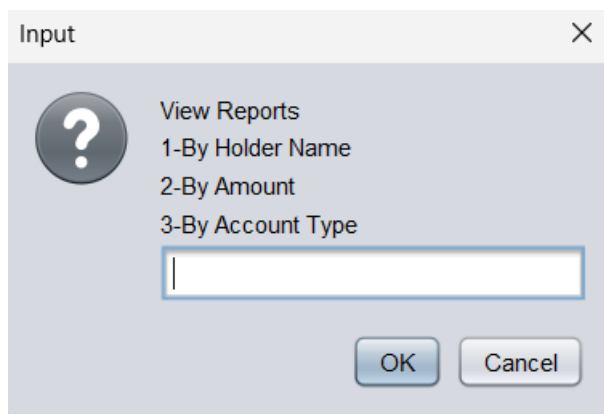 Input
View Reports
1-By Holder Name
2-By Amount
3-By Account Type
OK
Cancel